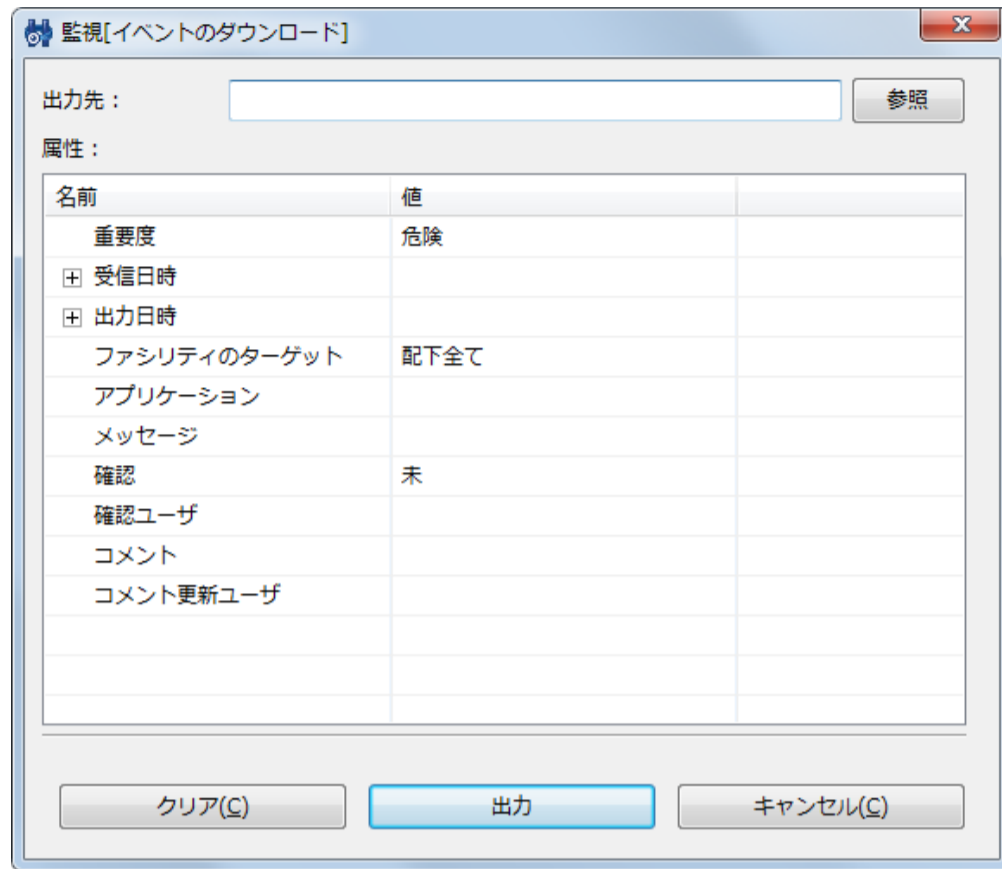 監視[イベントのダウンロード]
出力先： 参照
属性：
名前 値
重要度 危険
受信日時
出力日時
ファシリティのターゲット 配下全て
アプリケーション
メッセージ
確認 未
確認ユーザ
コメント
コメント更新ユーザ
クリア(C) 出力 キャンセル(C)